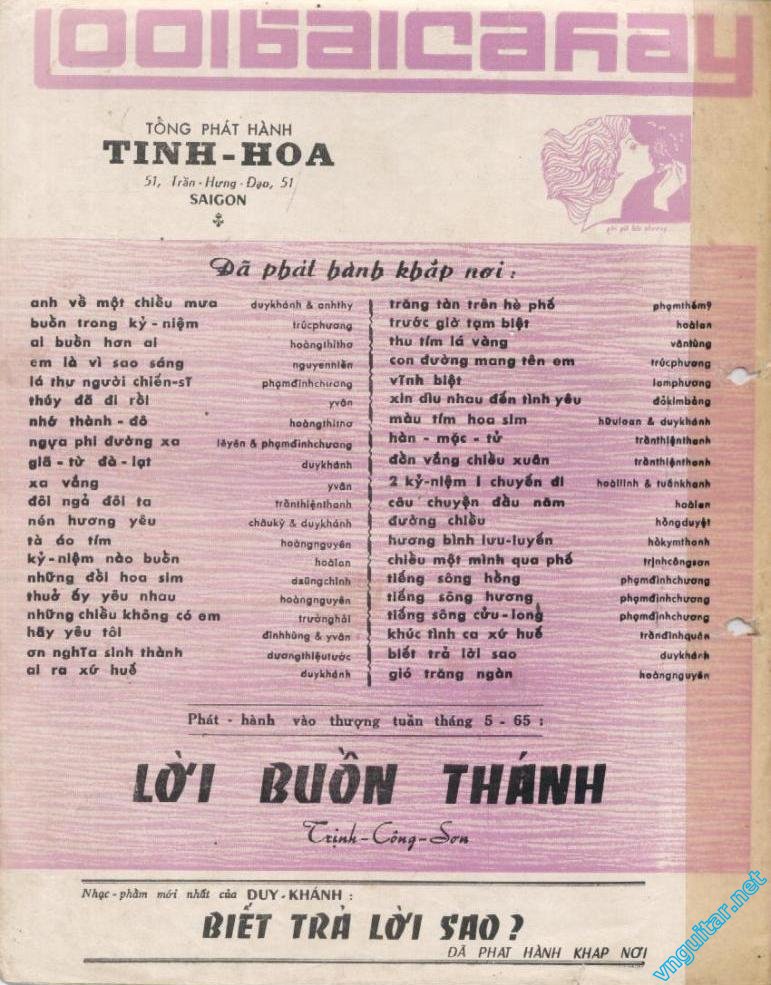 1001BAICAHAY
TỔNG PHÁT HÀNH
TINH-HOA
51, Trần-Hưng-Đạo, 51
SAIGON
Đã phát hành khắp nơi :
anh về một chiều mưa duykhánh & anhthy
buồn trong kỷ-niệm trúcphương
ai buồn hơn ai hoàngthithơ
em là vì sao sáng nguyenhiền
lá thư người chiến-sĩ phạmđìnhchương
thúy đã đi rồi yvân
nhớ thành-đô hoàngthithơ
ngựa phi đường xa lêyên & phạmđìnhchương
giã-từ đà-lạt duykhánh
xa vắng yvân
đôi ngả đôi ta trầnthiệnthanh
nén hương yêu châukỳ & duykhánh
tà áo tím hoàngnguyên
kỷ-niệm nào buồn hoàian
những đồi hoa sim dzũngchinh
thuở ấy yêu nhau hoàngnguyên
những chiều không có em trườnghải
hãy yêu tôi đinhhùng & yvân
ơn nghĩa sinh thành dươngthiệutước
ai ra xứ huế duykhánh
trăng tàn trên hè phố phạmthếmỹ
trước giờ tạm biệt hoàian
thu tím lá vàng vântùng
con đường mang tên em trúcphương
vĩnh biệt lamphương
xin dìu nhau đến tình yêu đôkimbảng
màu tím hoa sim hữuloan & duykhánh
hàn-mặc-tử trầnthiệnthanh
đồn vắng chiều xuân trầnthiệnthanh
2 kỷ-niệm 1 chuyến đi hoàilinh & tuấnkhanh
câu chuyện đầu năm hoàian
đường chiều hồngduyệt
hương bình lưu-luyến hôkymthanh
chiều một mình qua phố trịnhcôngsơn
tiếng sông hồng phạmđìnhchương
tiếng sông hương phạmđìnhchương
tiếng sông cửu-long phạmđìnhchương
khúc tình ca xứ huế trầnđìnhquân
biết trả lời sao duykhánh
gió trăng ngàn hoàngnguyên
Phát-hành vào thượng tuần tháng 5-65 :
LỜI BUỒN THÁNH
Trịnh-Công-Sơn
Nhạc-phẩm mới nhất của DUY-KHÁNH :
BIẾT TRẢ LỜI SAO ?
ĐÃ PHAT HÀNH KHAP NƠI
vnguitar.net